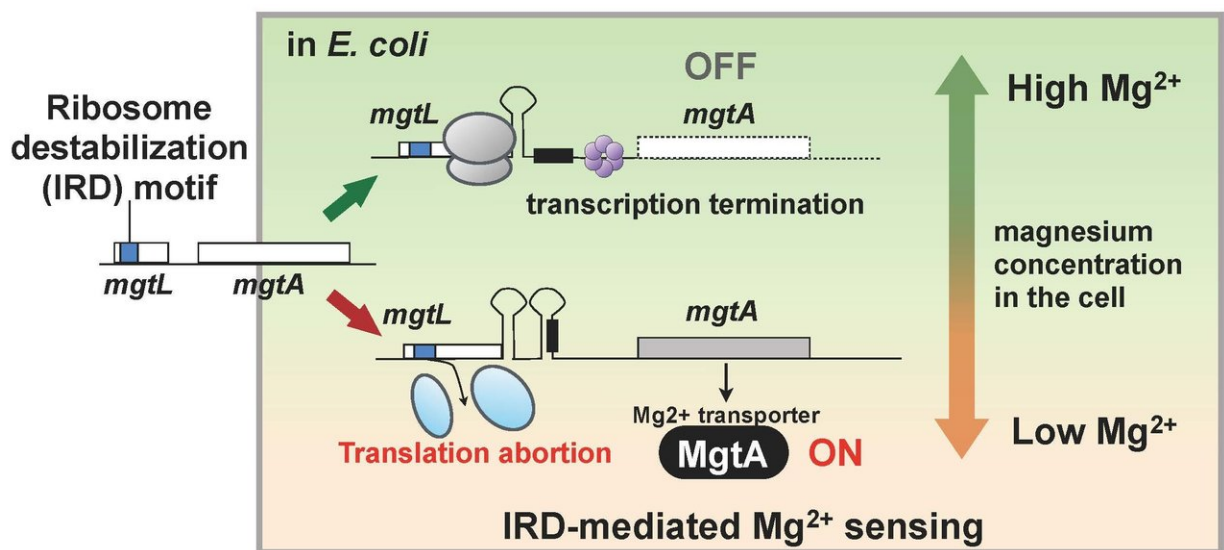 in E. coli
OFF
High Mg²⁺
Ribosome
destabilization
(IRD) motif
mgtL
mgtA
transcription termination
mgtL
mgtA
magnesium
concentration
in the cell
mgtL
mgtA
Mg2+ transporter
MgtA
ON
Translation abortion
Low Mg²⁺
IRD-mediated Mg²⁺ sensing